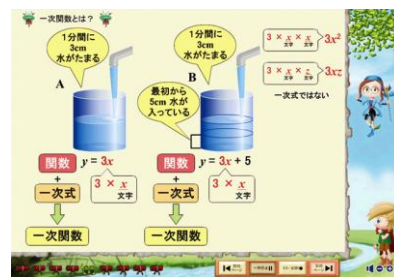 一次関数とは？
1分間に
3cm
水がたまる
A
関数
y = 3x
+
一次式
3 × x
文字
一次関数
1分間に
3cm
水がたまる
B
最初から
5cm 水が
入っている
関数
y = 3x + 5
+
一次式
3 × x
文字
一次関数
3 × x × x
文字 文字
3x²
3 × x × z
文字 文字
3xz
一次式ではない